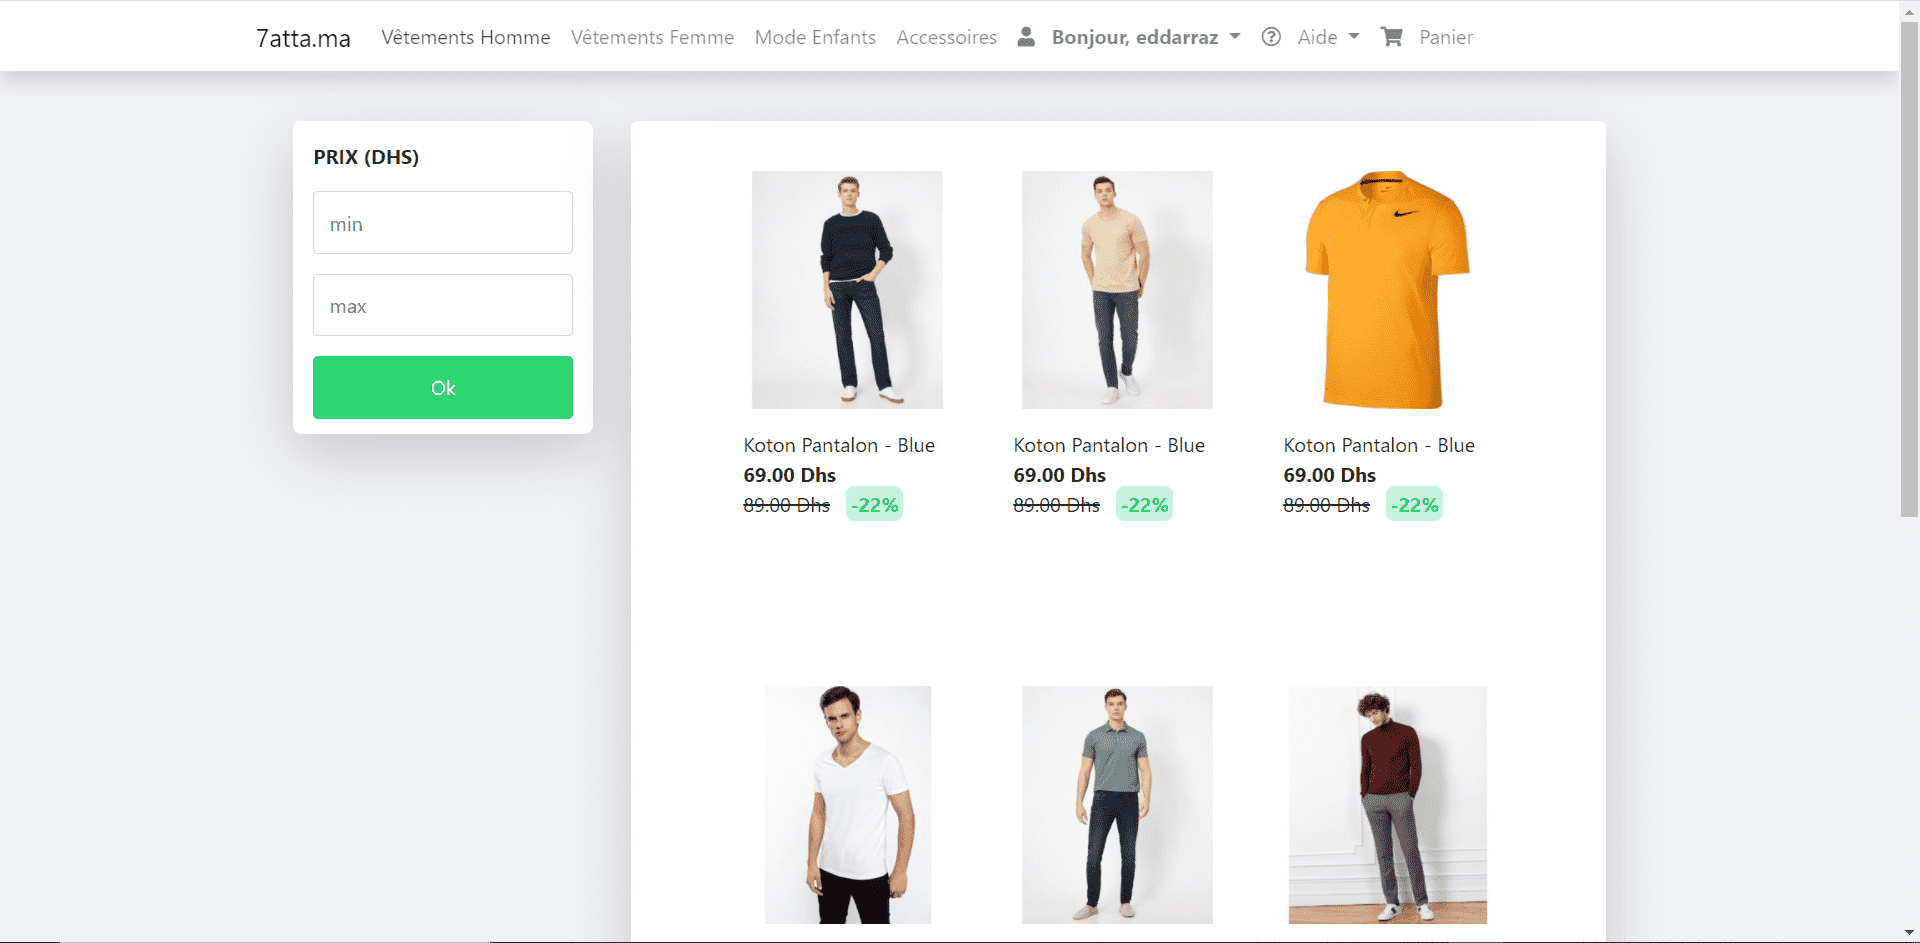 7atta.ma Vêtements Homme Vêtements Femme Mode Enfants Accessoires Bonjour, eddarraz Aide Panier
PRIX (DHS)
min
max
Ok
Koton Pantalon - Blue
69.00 Dhs
89.00 Dhs -22%
Koton Pantalon - Blue
69.00 Dhs
89.00 Dhs -22%
Koton Pantalon - Blue
69.00 Dhs
89.00 Dhs -22%